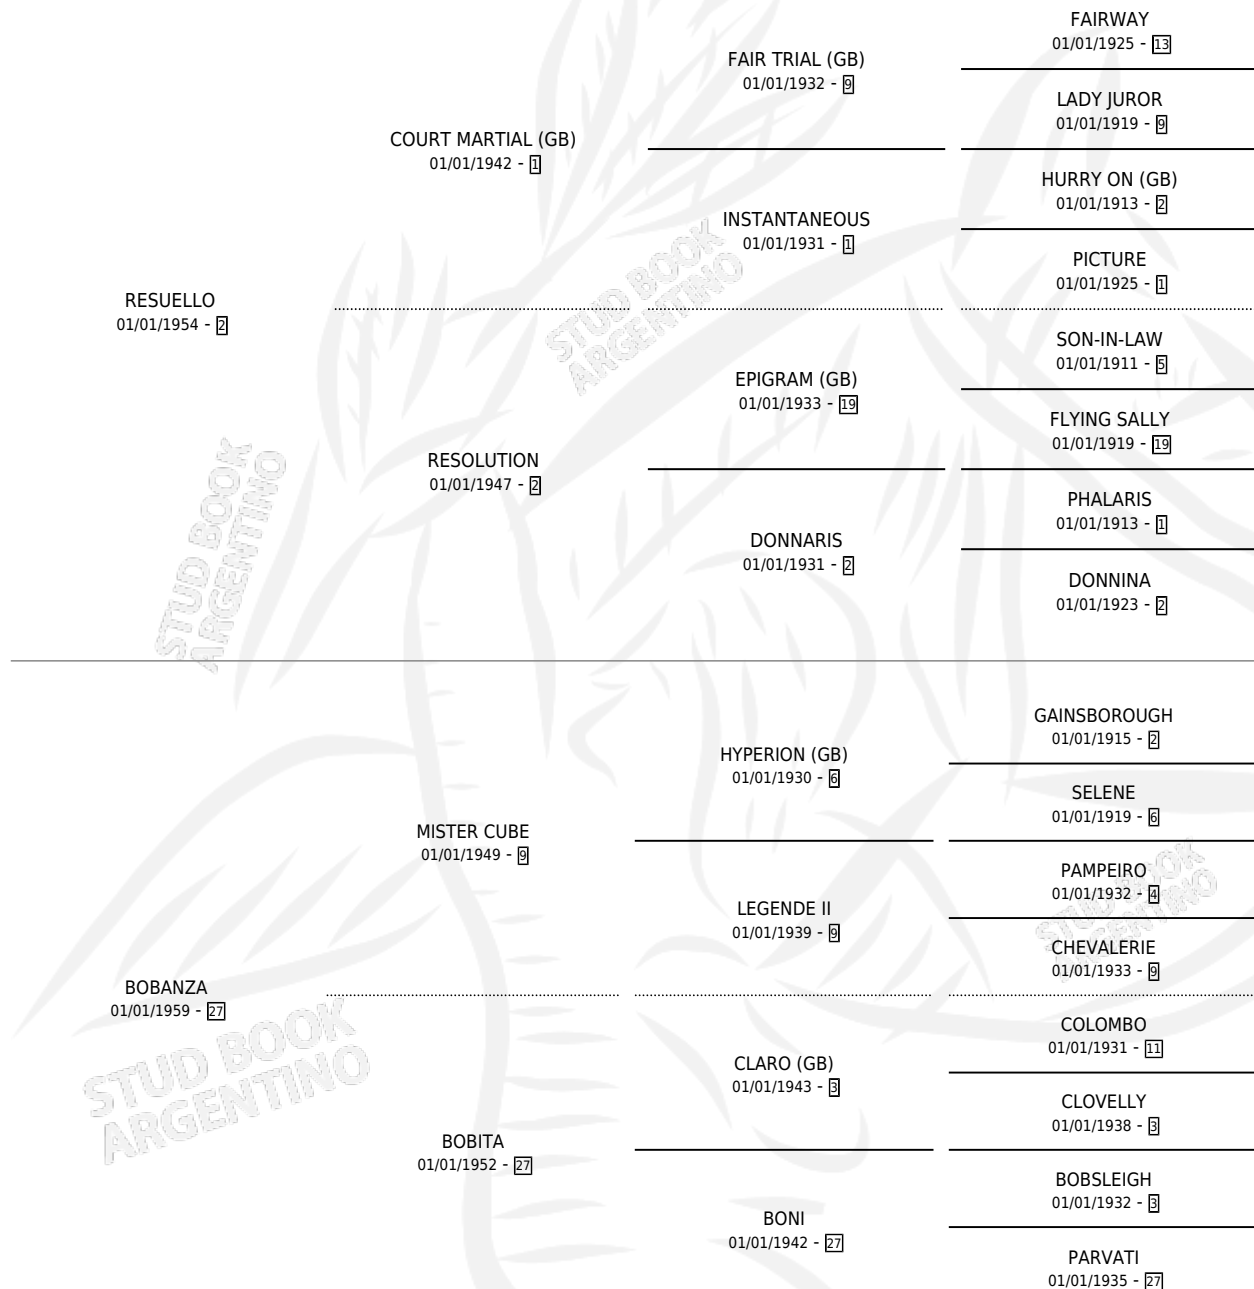 FAIRWAY
01/01/1925 - 13
FAIR TRIAL (GB)
01/01/1932 - 9
LADY JUROR
01/01/1919 - 9
COURT MARTIAL (GB)
01/01/1942 - 1
HURRY ON (GB)
01/01/1913 - 2
INSTANTANEOUS
01/01/1931 - 1
PICTURE
01/01/1925 - 1
RESUELLO
01/01/1954 - 2
SON-IN-LAW
01/01/1911 - 5
EPIGRAM (GB)
01/01/1933 - 19
FLYING SALLY
01/01/1919 - 19
RESOLUTION
01/01/1947 - 2
PHALARIS
01/01/1913 - 1
DONNARIS
01/01/1931 - 2
DONNINA
01/01/1923 - 2
GAINSBOROUGH
01/01/1915 - 2
HYPERION (GB)
01/01/1930 - 6
SELENE
01/01/1919 - 6
MISTER CUBE
01/01/1949 - 9
PAMPEIRO
01/01/1932 - 4
LEGENDE II
01/01/1939 - 9
CHEVALERIE
01/01/1933 - 9
BOBANZA
01/01/1959 - 27
COLOMBO
01/01/1931 - 11
CLARO (GB)
01/01/1943 - 3
CLOVELLY
01/01/1938 - 3
BOBITA
01/01/1952 - 27
BOBSLEIGH
01/01/1932 - 3
BONI
01/01/1942 - 27
PARVATI
01/01/1935 - 27
STUD BOOK
ARGENTINO
STUD BOOK
ARGENTINO
STUD BOOK
ARGENTINO
STUD BOOK
ARGENTINO